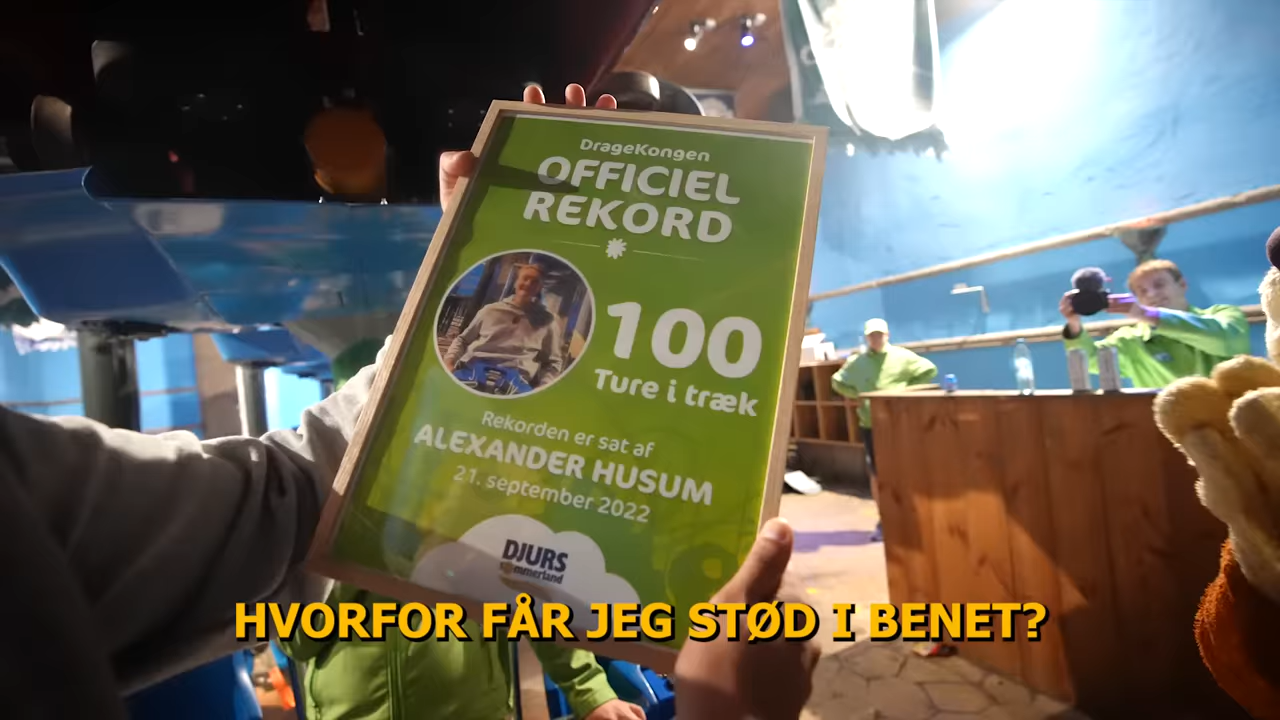 DrageKongen
OFFICIEL
REKORD
100
Ture i træk
Rekorden er sat af
ALEXANDER HUSUM
21. september 2022
DJURS
sommerland
HVORFOR FÅR JEG STØD I BENET?